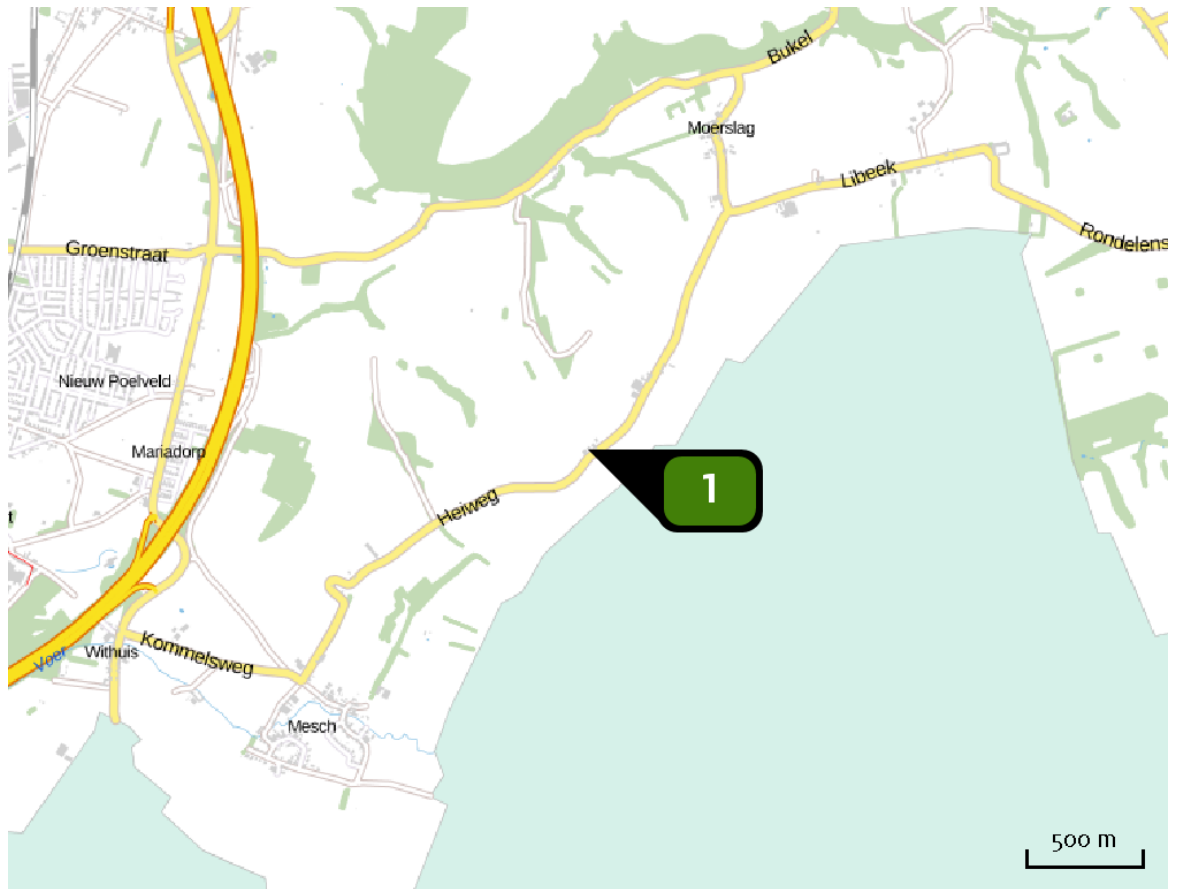 Bukel
Moerslag
Libeek
Groenstraat
Rondelens
Nieuw Poelveld
Mariadorp
1
Heiweg
t
Kommelsweg
Withuis
Voer
Mesch
500 m